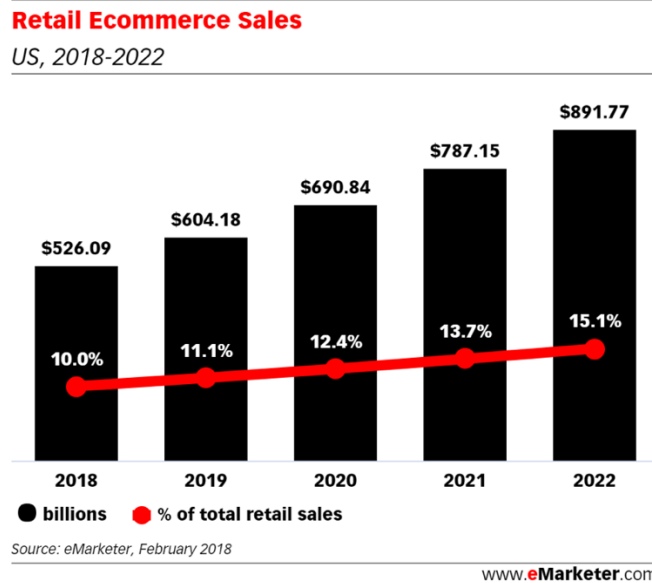 Retail Ecommerce Sales
US, 2018-2022
$891.77
$787.15
$690.84
$604.18
$526.09
10.0%
11.1%
12.4%
13.7%
15.1%
2018 2019 2020 2021 2022
billions % of total retail sales
Source: eMarketer, February 2018
www.eMarketer.com